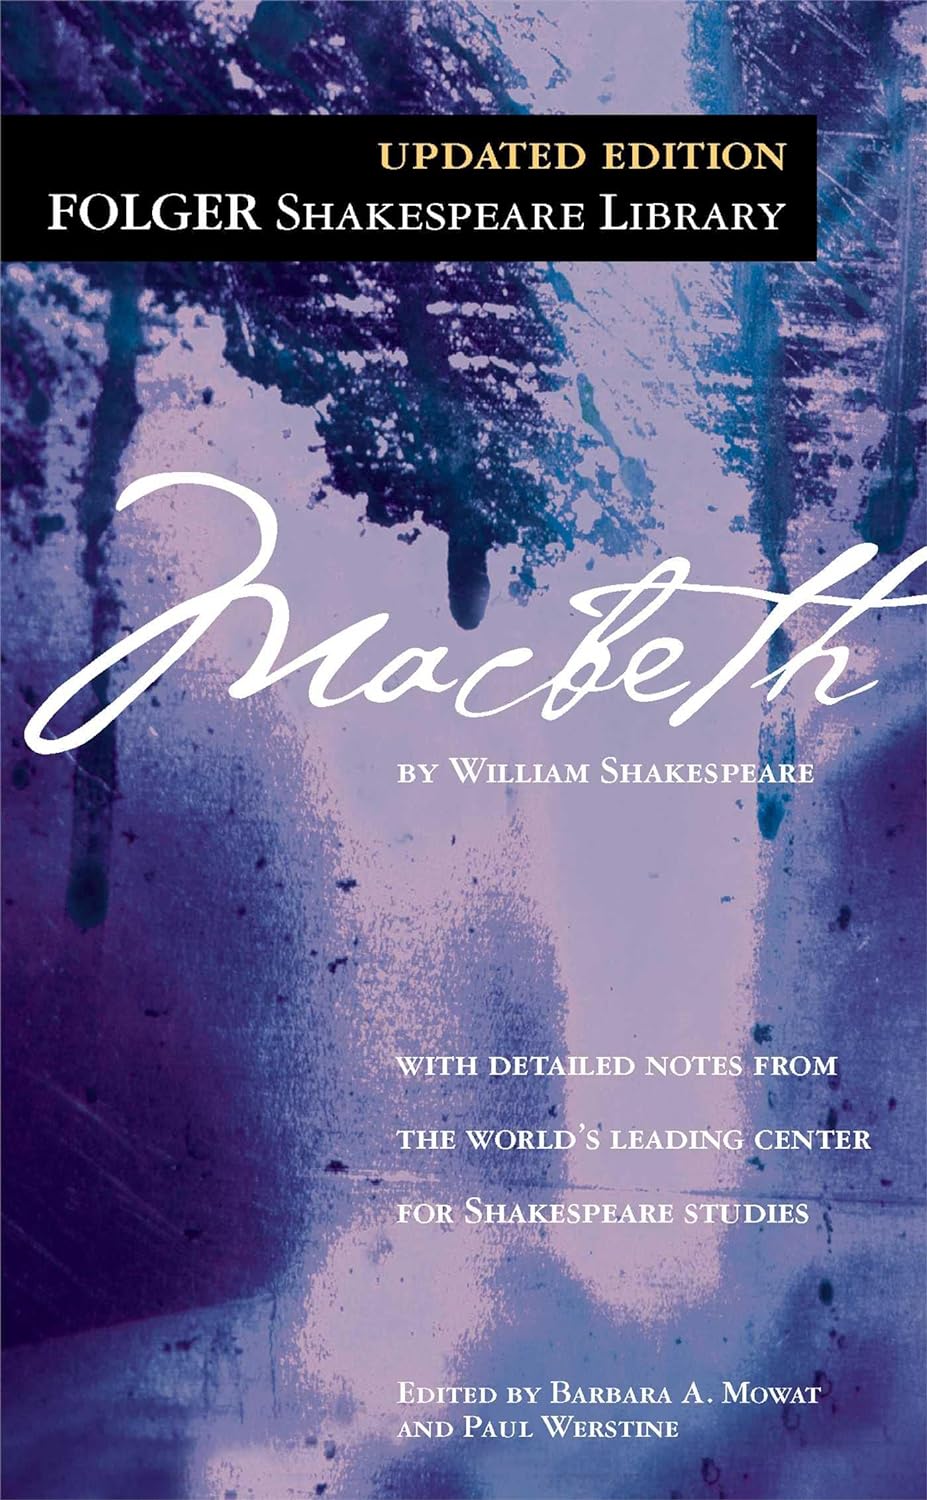 UPDATED EDITION
FOLGER SHAKESPEARE LIBRARY
Macbeth
BY WILLIAM SHAKESPEARE
WITH DETAILED NOTES FROM
THE WORLD'S LEADING CENTER
FOR SHAKESPEARE STUDIES
EDITED BY BARBARA A. MOWAT
AND PAUL WERSTINE